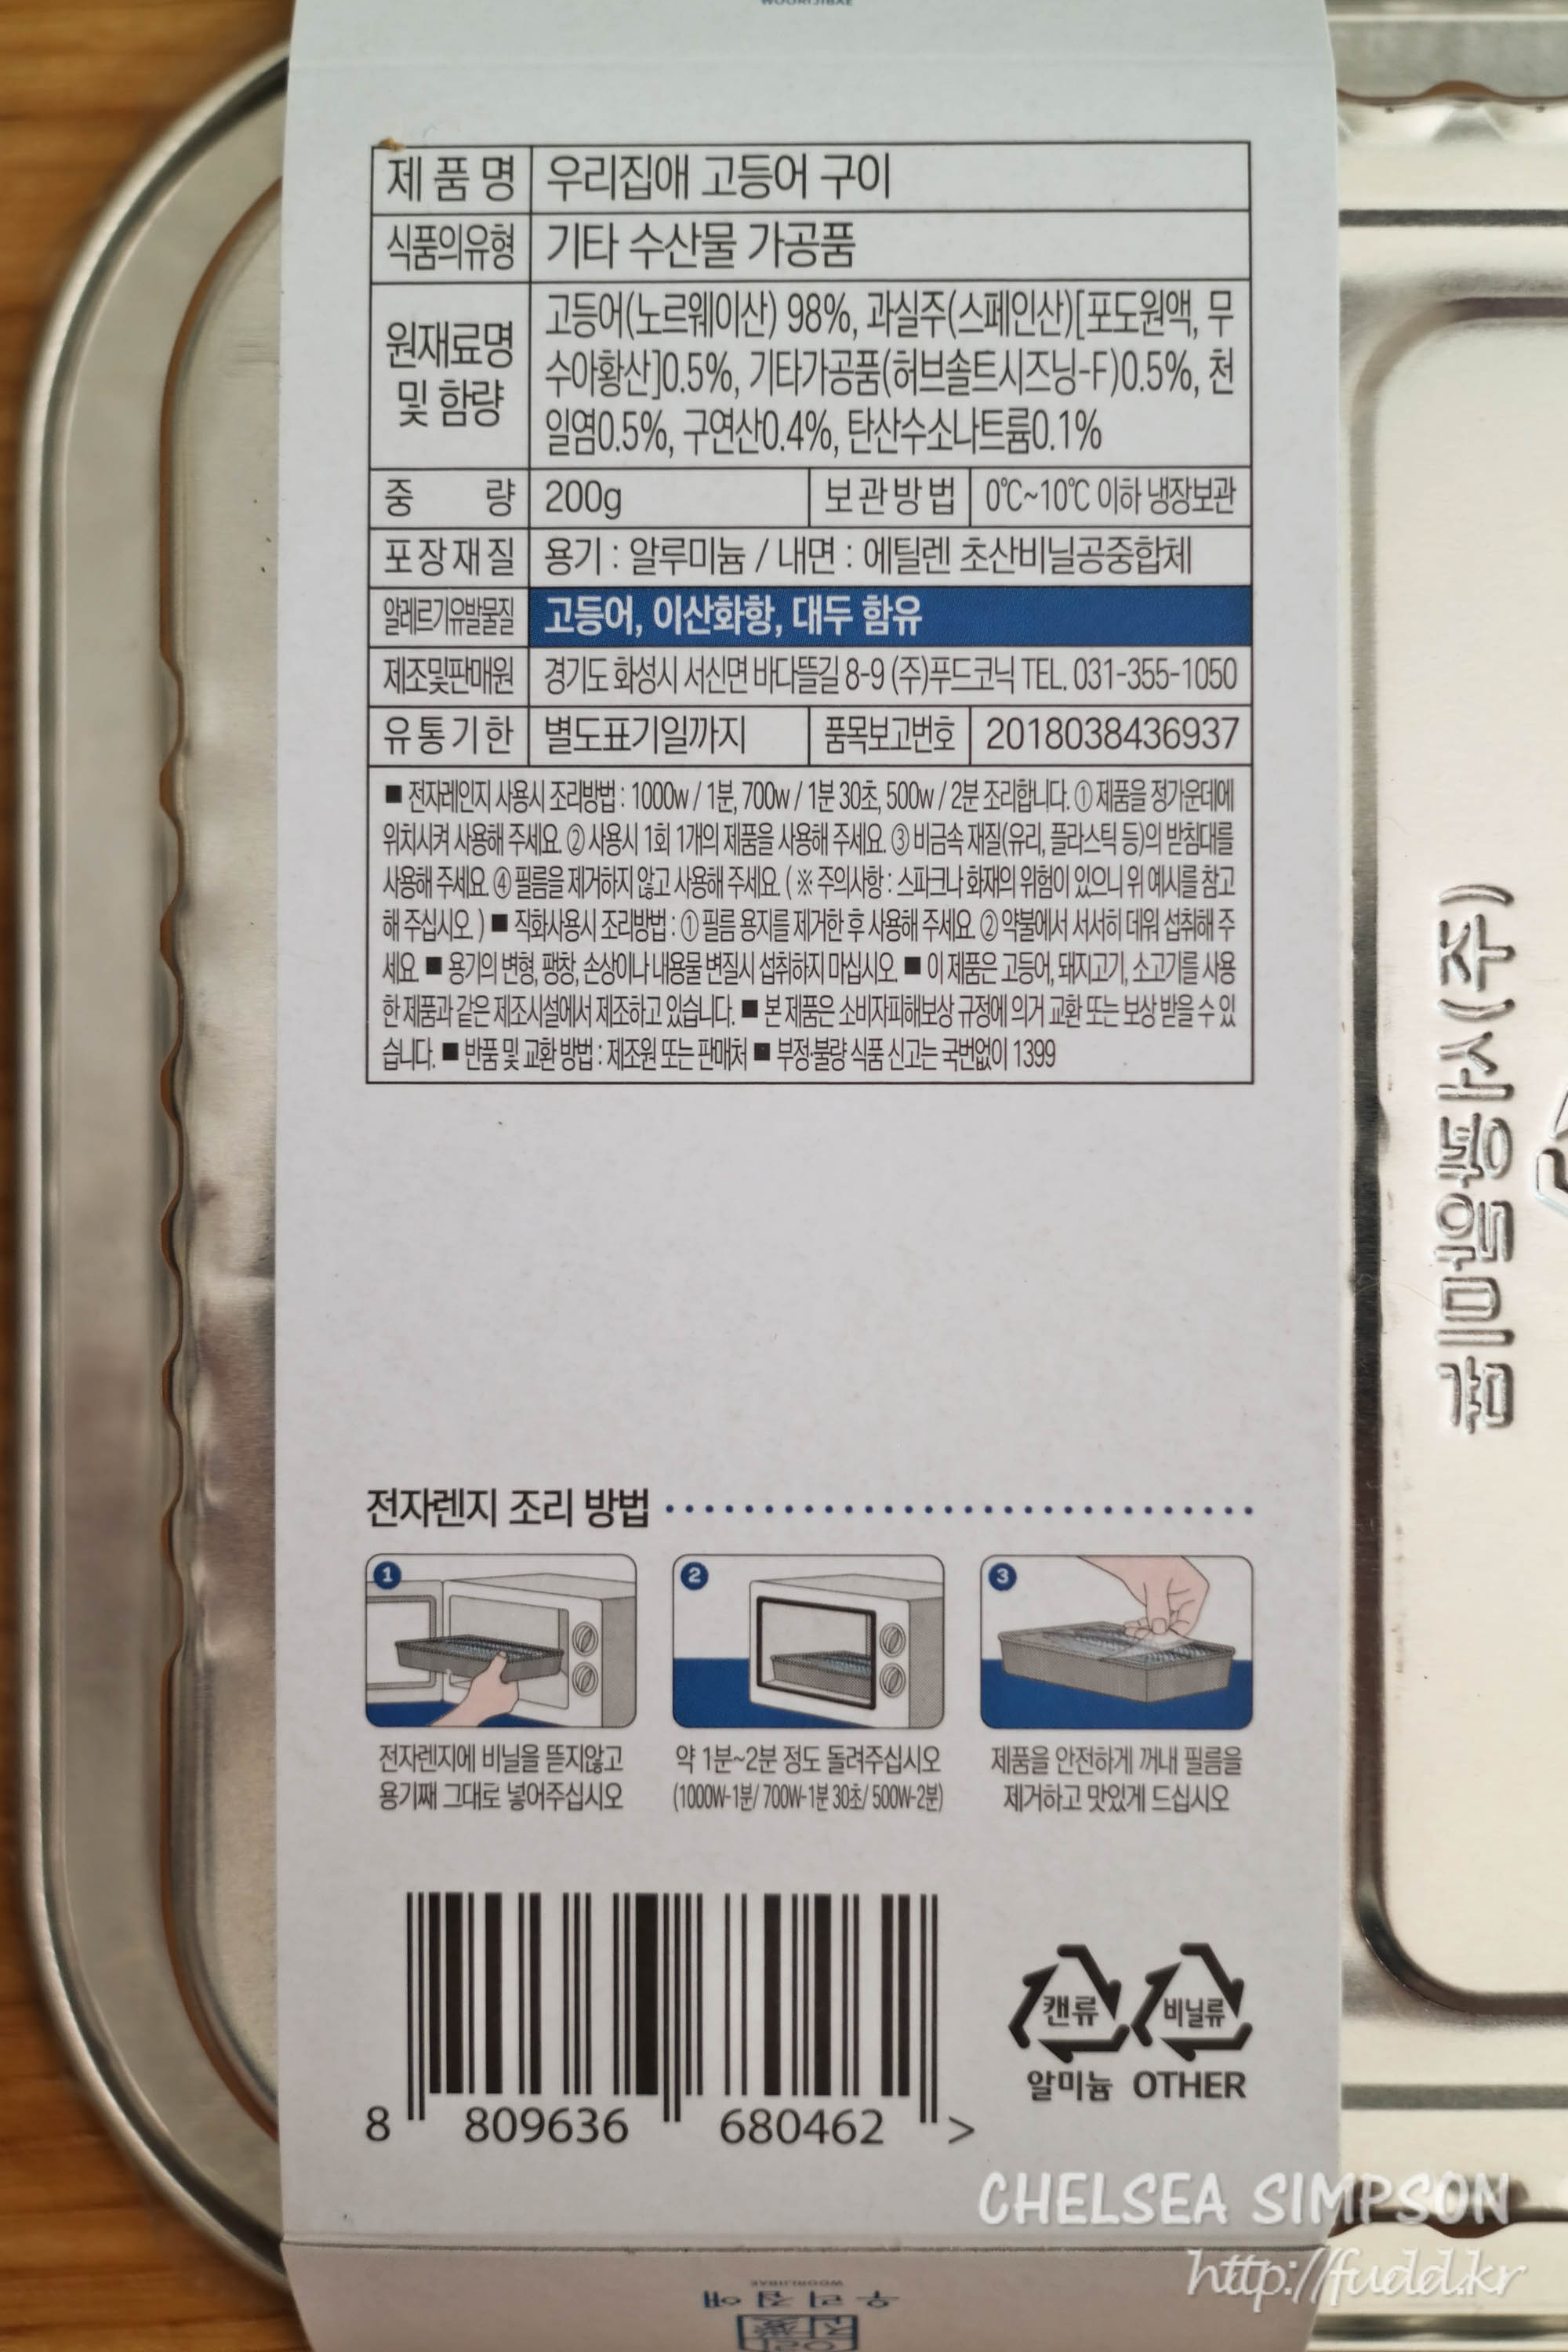 WOORIJIBAE
제 품 명 우리집애 고등어 구이
식품의유형 기타 수산물 가공품
원재료명 및 함량 고등어(노르웨이산) 98%, 과실주(스페인산)[포도원액, 무
수아황산]0.5%, 기타가공품(허브솔트시즈닝-F)0.5%, 천
일염0.5%, 구연산0.4%, 탄산수소나트륨0.1%
중 량 200g 보관방법 0℃~10℃ 이하 냉장보관
포장재질 용기 : 알루미늄 / 내면 : 에틸렌 초산비닐공중합체
알레르기유발물질 고등어, 이산화항, 대두 함유
제조및판매원 경기도 화성시 서신면 바다뜰길 8-9 (주)푸드코닉 TEL. 031-355-1050
유통기한 별도표기일까지 품목보고번호 2018038436937
■ 전자레인지 사용시 조리방법 : 1000w / 1분, 700w / 1분 30초, 500w / 2분 조리합니다. ① 제품을 정가운데에
위치시켜 사용해 주세요. ② 사용시 1회 1개의 제품을 사용해 주세요. ③ 비금속 재질(유리, 플라스틱 등)의 받침대를
사용해 주세요. ④ 필름을 제거하지 않고 사용해 주세요. ( ※ 주의사항 : 스파크나 화재의 위험이 있으니 위 예시를 참고
해 주십시오. ) ■ 직화사용시 조리방법 : ① 필름 용지를 제거한 후 사용해 주세요. ② 약불에서 서서히 데워 섭취해 주
세요. ■ 용기의 변형, 팽창, 손상이나 내용물 변질시 섭취하지 마십시오. ■ 이 제품은 고등어, 돼지고기, 소고기를 사용
한 제품과 같은 제조시설에서 제조하고 있습니다. ■ 본 제품은 소비자피해보상 규정에 의거 교환 또는 보상 받을 수 있
습니다. ■ 반품 및 교환 방법 : 제조원 또는 판매처 ■ 부정·불량 식품 신고는 국번없이 1399
전자렌지 조리 방법
1 2 3
전자렌지에 비닐을 뜯지않고
용기째 그대로 넣어주십시오
약 1분~2분 정도 돌려주십시오
(1000W-1분/ 700W-1분 30초/ 500W-2분)
제품을 안전하게 꺼내 필름을
제거하고 맛있게 드십시오
캔류 비닐류
알미늄 OTHER
8 809636 680462 >
WOORIJIBAE
우리집애
CHELSEA SIMPSON
http://fudd.kr